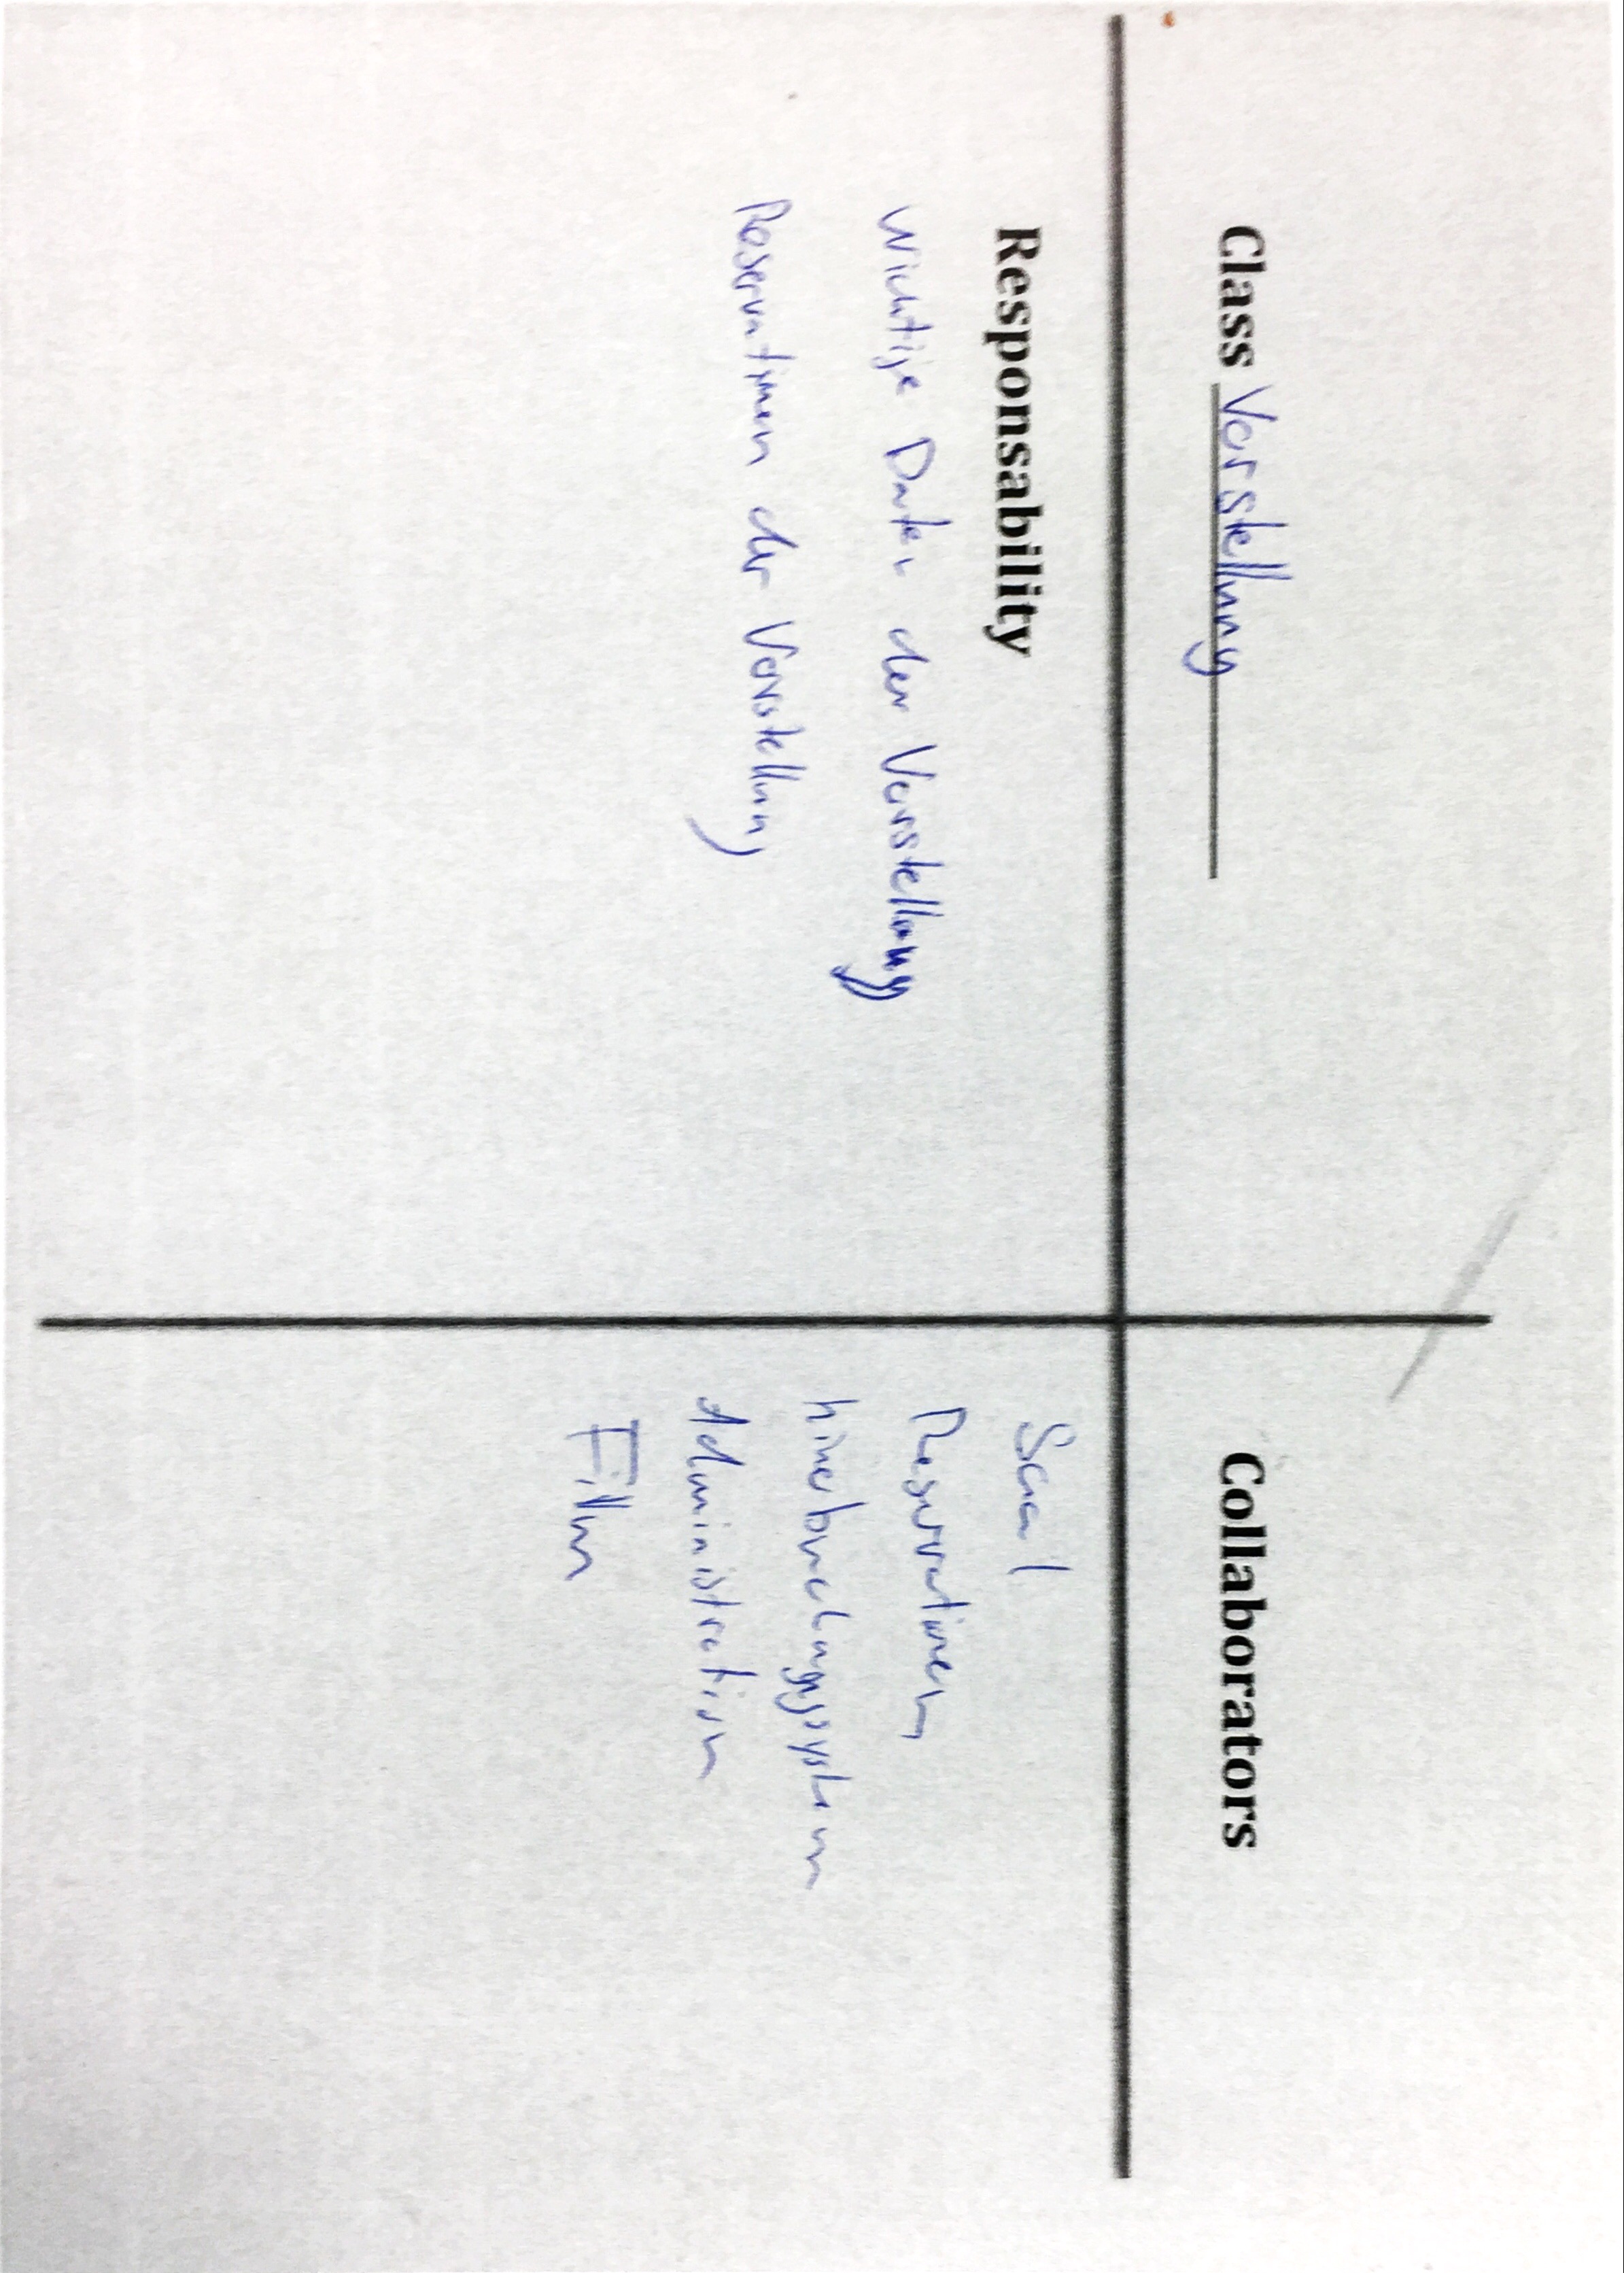 Class Vorstellung
Collaborators
Responsability
Wichtige Daten der Vorstellung
Reservationen der Vorstellung
Saal
Reservationen
Kinobuchungssystem
Administration
Film